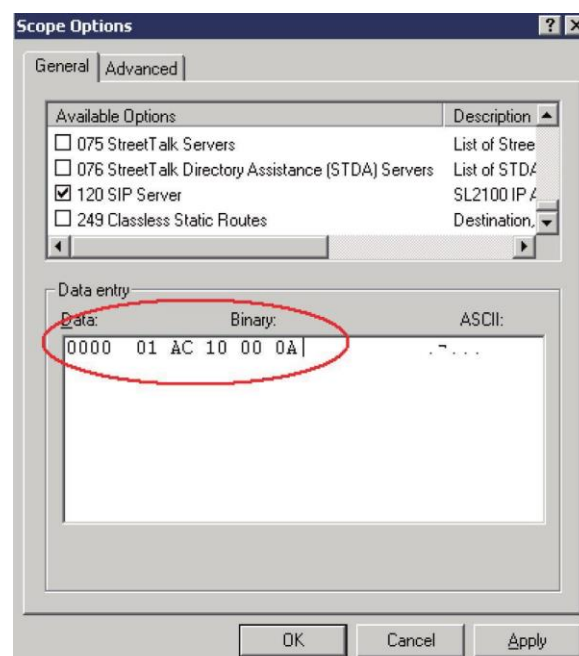 Scope Options
General Advanced
Available Options Description
075 StreetTalk Servers List of Stree
076 StreetTalk Directory Assistance (STDA) Servers List of STDA
120 SIP Server SL2100 IP A
249 Classless Static Routes Destination,
Data entry
Data: Binary: ASCII:
0000 01 AC 10 00 0A .¬...
OK Cancel Apply